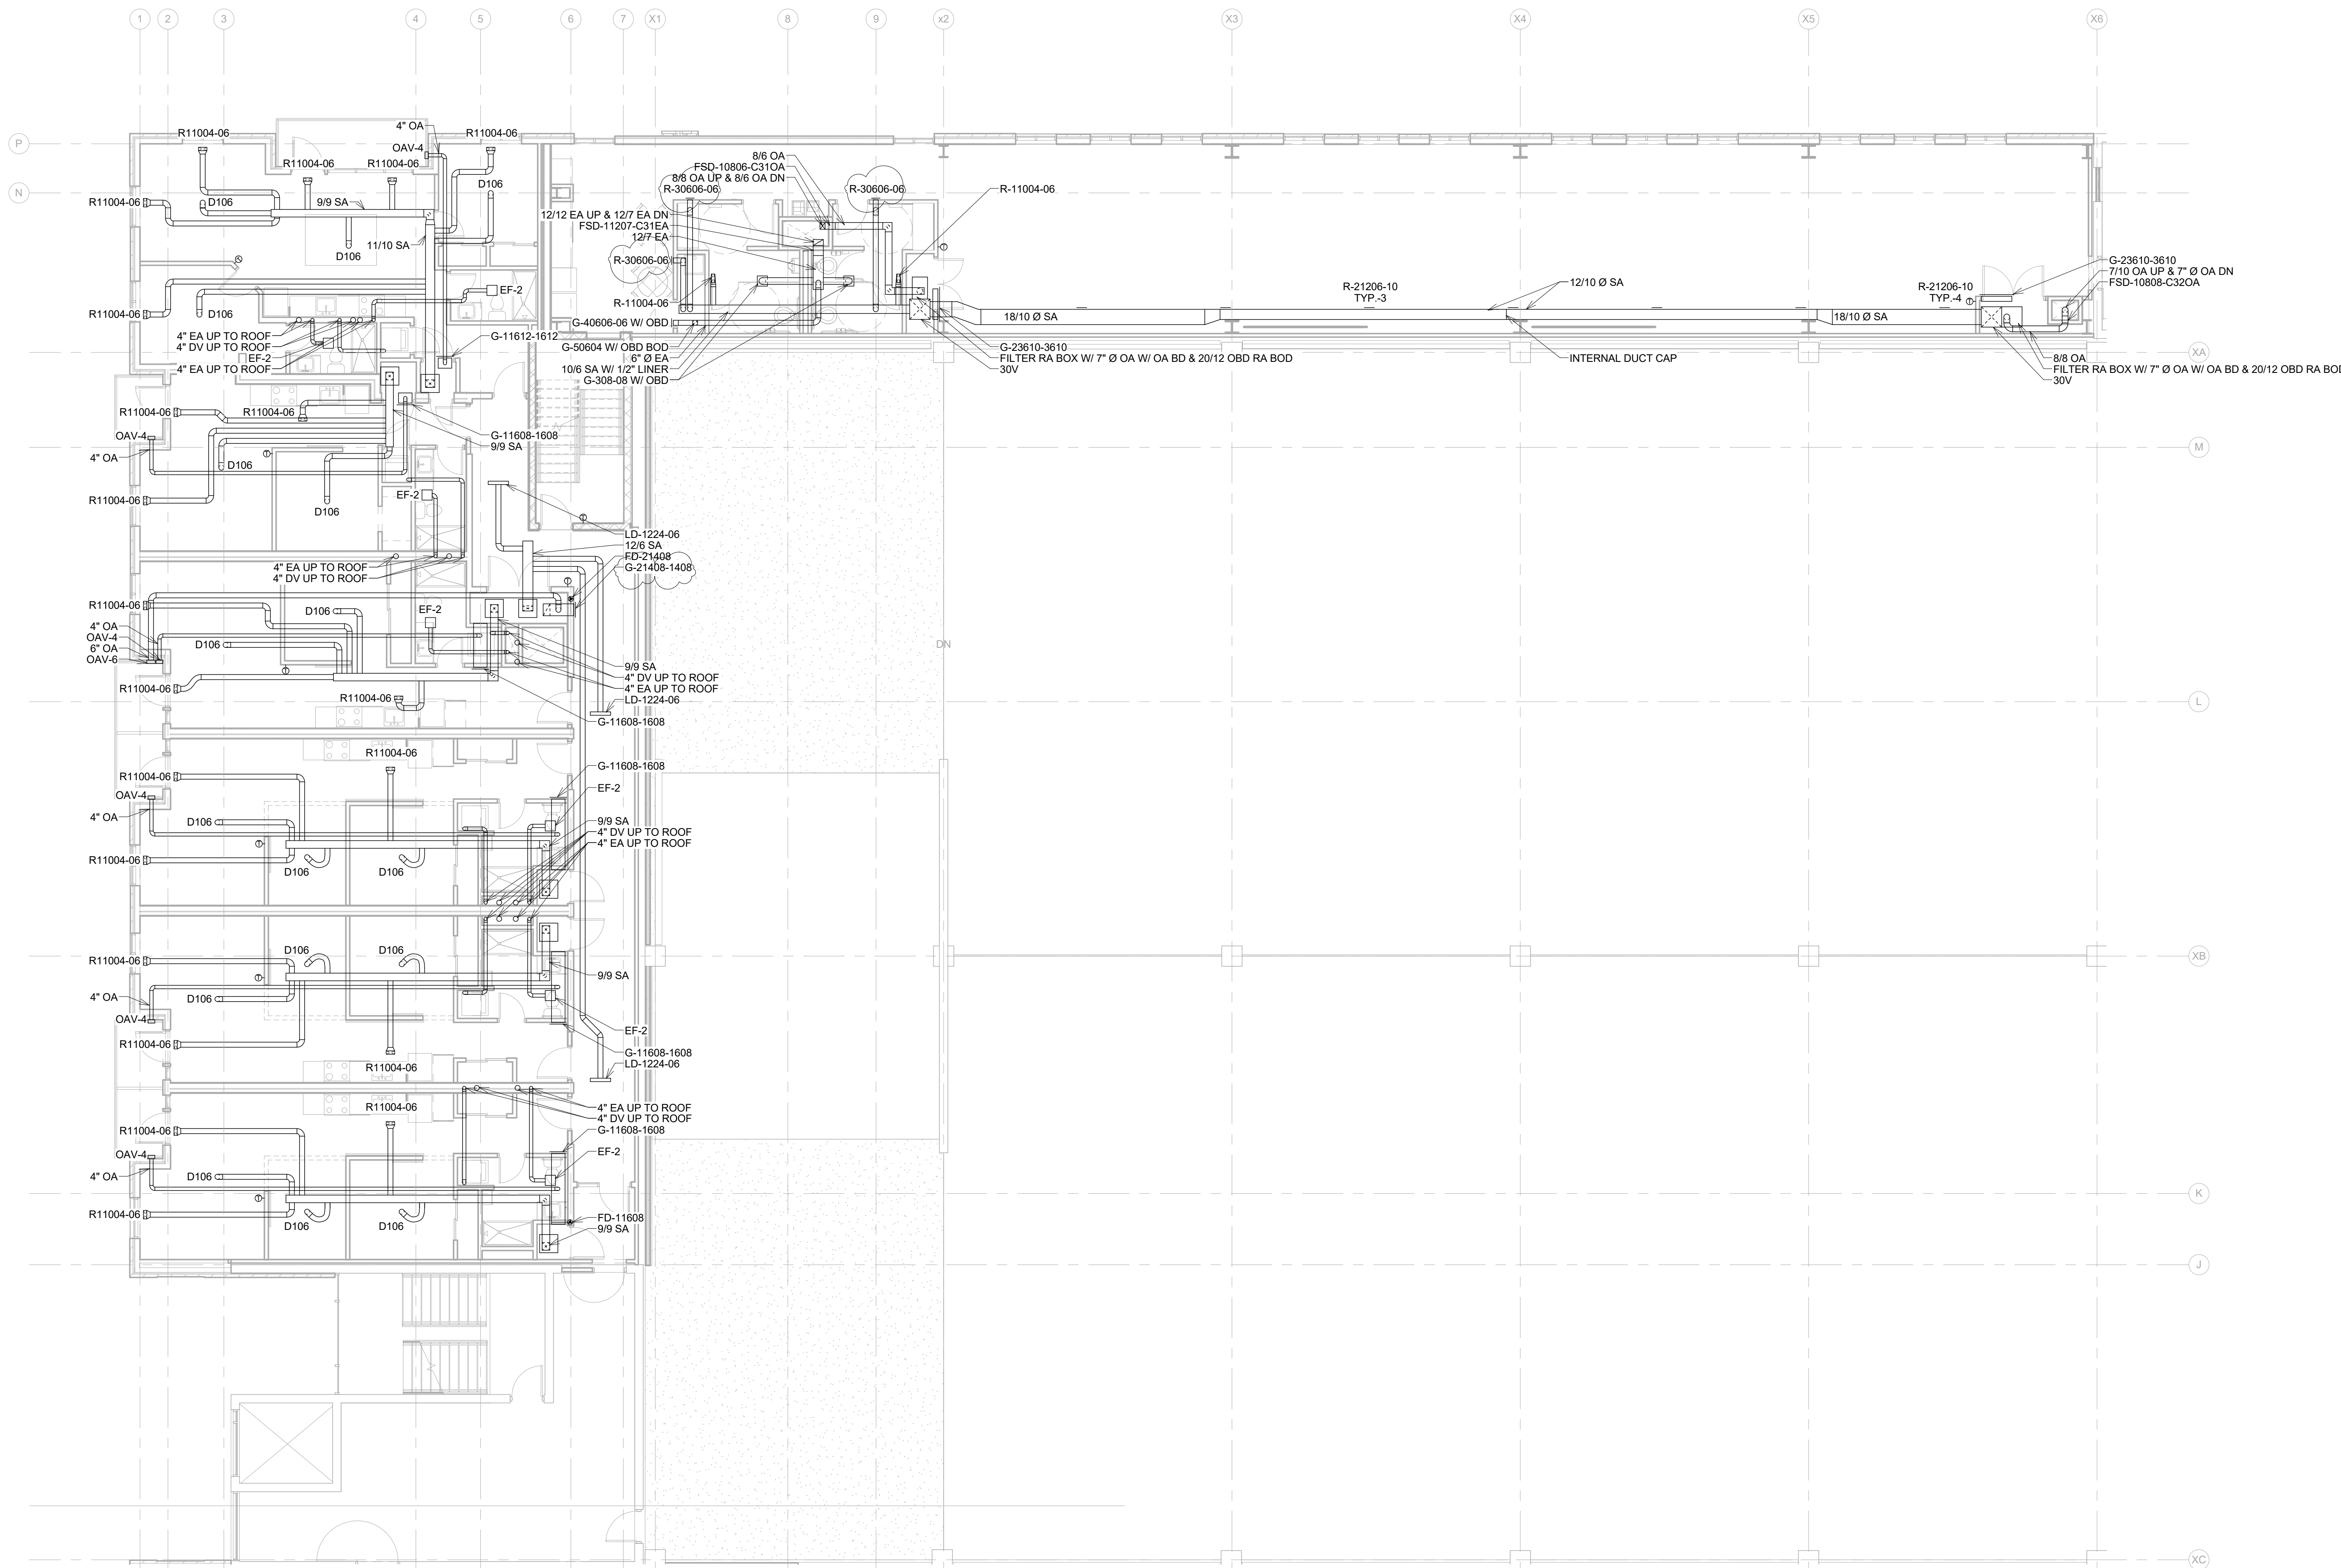 1 2 3 4 5 6 7 X1 8 9 x2 X3 X4 X5 X6
P
N
XA
M
L
XB
K
J
XC
R11004-06
4" OA
R11004-06
OAV-4
R11004-06
R11004-06
D106
R11004-06
D106
9/9 SA
11/10 SA
D106
EF-2
R11004-06
D106
4" EA UP TO ROOF
4" DV UP TO ROOF
EF-2
4" EA UP TO ROOF
G-11612-1612
R11004-06
R11004-06
OAV-4
G-11608-1608
9/9 SA
4" OA
D106
EF-2
R11004-06
D106
8/6 OA
FSD-10806-C31OA
8/8 OA UP & 8/6 OA DN
R-30606-06
R-30606-06
R-11004-06
12/12 EA UP & 12/7 EA DN
FSD-11207-C31EA
12/7 EA
R-30606-06
R-11004-06
G-40606-06 W/ OBD
G-50604 W/ OBD BOD
6" Ø EA
10/6 SA W/ 1/2" LINER
G-308-08 W/ OBD
18/10 Ø SA
G-23610-3610
FILTER RA BOX W/ 7" Ø OA W/ OA BD & 20/12 OBD RA BOD
30V
R-21206-10
TYP.-3
12/10 Ø SA
INTERNAL DUCT CAP
R-21206-10
TYP.-4
18/10 Ø SA
G-23610-3610
7/10 OA UP & 7" Ø OA DN
FSD-10808-C32OA
8/8 OA
FILTER RA BOX W/ 7" Ø OA W/ OA BD & 20/12 OBD RA BOD
30V
LD-1224-06
12/6 SA
FD-21408
G-21408-1408
4" EA UP TO ROOF
4" DV UP TO ROOF
R11004-06
D106
EF-2
4" OA
OAV-4
6" OA
OAV-6
D106
DN
9/9 SA
4" DV UP TO ROOF
4" EA UP TO ROOF
LD-1224-06
R11004-06
R11004-06
G-11608-1608
R11004-06
R11004-06
G-11608-1608
OAV-4
EF-2
4" OA
D106
9/9 SA
4" DV UP TO ROOF
4" EA UP TO ROOF
R11004-06
D106
D106
D106
D106
R11004-06
9/9 SA
4" OA
D106
OAV-4
EF-2
R11004-06
G-11608-1608
R11004-06
LD-1224-06
R11004-06
4" EA UP TO ROOF
4" DV UP TO ROOF
R11004-06
G-11608-1608
OAV-4
EF-2
4" OA
D106
R11004-06
D106
D106
FD-11608
9/9 SA